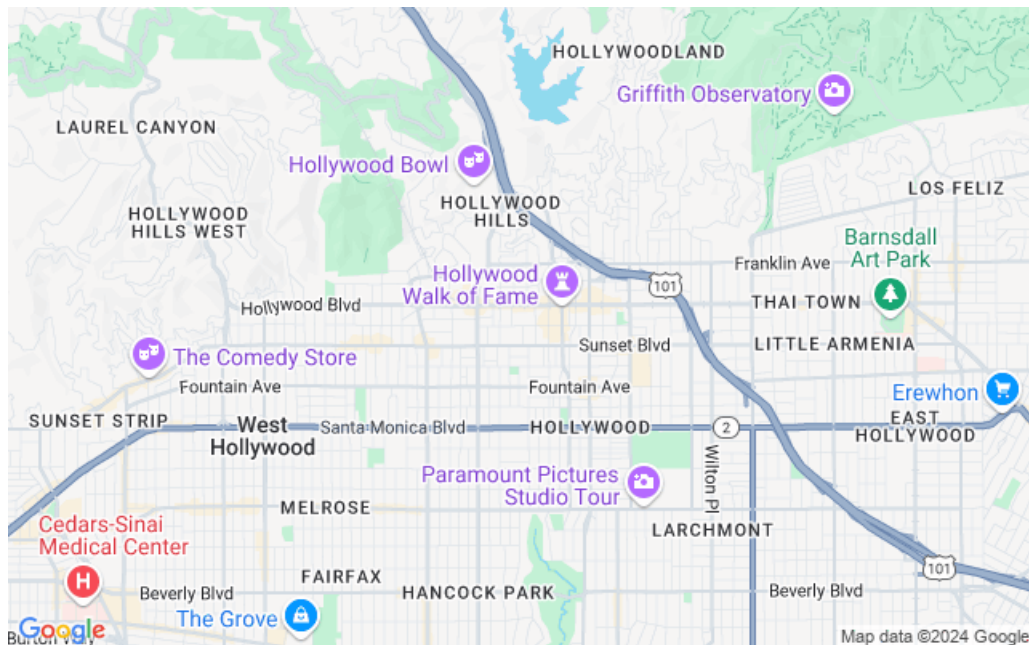 HOLLYWOODLAND
Griffith Observatory
LAUREL CANYON
Hollywood Bowl
LOS FELIZ
HOLLYWOOD
HILLS
HOLLYWOOD
HILLS WEST
Barnsdall
Art Park
Franklin Ave
Hollywood
Walk of Fame
101
Hollywood Blvd
THAI TOWN
Sunset Blvd
LITTLE ARMENIA
The Comedy Store
Fountain Ave
Fountain Ave
Erewhon
SUNSET STRIP
West
Hollywood
Santa Monica Blvd
HOLLYWOOD
2
EAST
HOLLYWOOD
Paramount Pictures
Studio Tour
Wilton Pl
MELROSE
LARCHMONT
Cedars-Sinai
Medical Center
H
101
FAIRFAX
HANCOCK PARK
Beverly Blvd
Beverly Blvd
The Grove
Google
Map data ©2024 Google